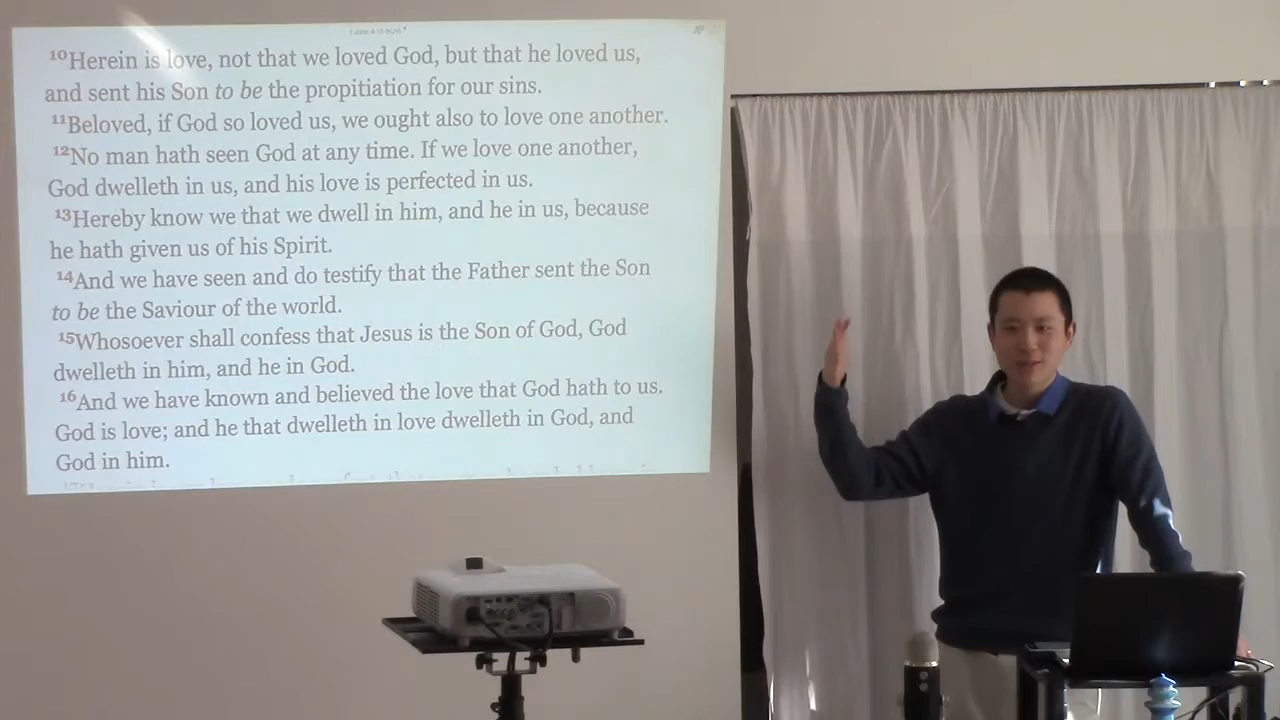 1 John 4:10 (KJV)
¹⁰Herein is love, not that we loved God, but that he loved us,
and sent his Son to be the propitiation for our sins.
¹¹Beloved, if God so loved us, we ought also to love one another.
¹²No man hath seen God at any time. If we love one another,
God dwelleth in us, and his love is perfected in us.
¹³Hereby know we that we dwell in him, and he in us, because
he hath given us of his Spirit.
¹⁴And we have seen and do testify that the Father sent the Son
to be the Saviour of the world.
¹⁵Whosoever shall confess that Jesus is the Son of God, God
dwelleth in him, and he in God.
¹⁶And we have known and believed the love that God hath to us.
God is love; and he that dwelleth in love dwelleth in God, and
God in him.